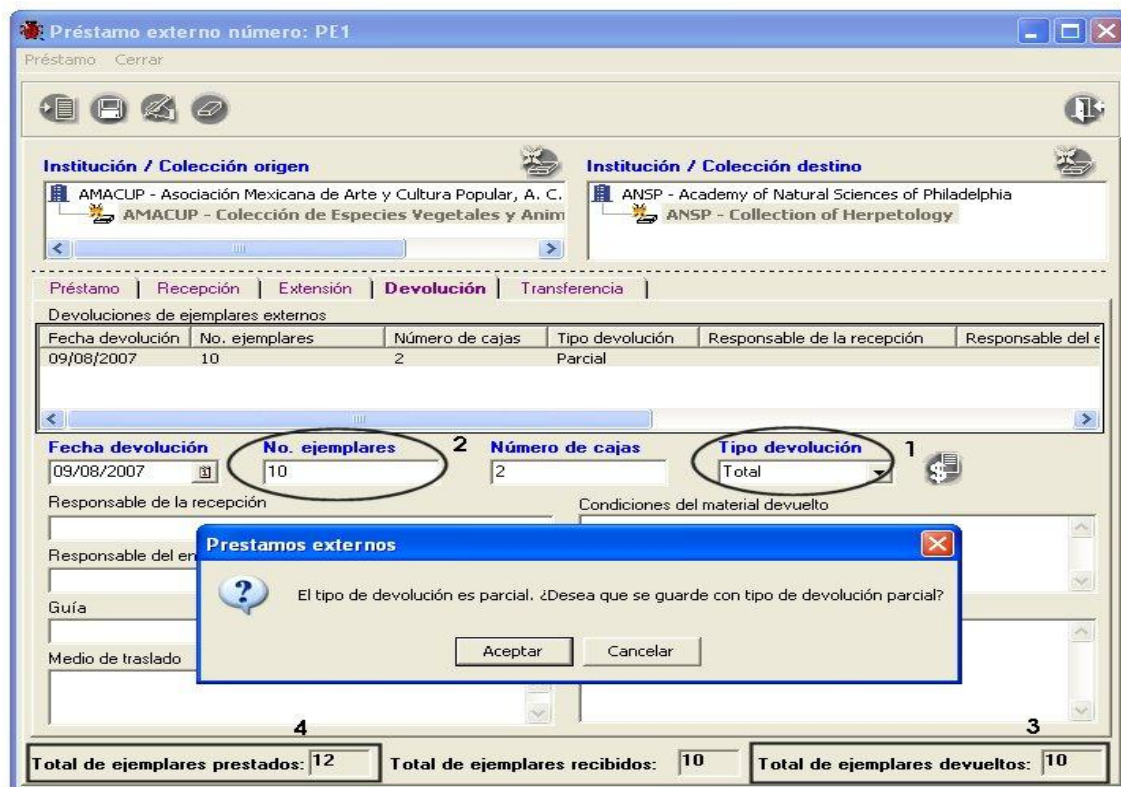 Préstamo externo número: PE1
Préstamo Cerrar
Institución / Colección origen
Institución / Colección destino
AMACUP - Asociación Mexicana de Arte y Cultura Popular, A. C.
AMACUP - Colección de Especies Vegetales y Anim
ANSP - Academy of Natural Sciences of Philadelphia
ANSP - Collection of Herpetology
Préstamo Recepción Extensión Devolución Transferencia
Devoluciones de ejemplares externos
Fecha devolución No. ejemplares Número de cajas Tipo devolución Responsable de la recepción Responsable del e
09/08/2007 10 2 Parcial
Fecha devolución No. ejemplares 2 Número de cajas Tipo devolución 1
09/08/2007 10 2 Total
Responsable de la recepción
Condiciones del material devuelto
Responsable del en
Prestamos externos
El tipo de devolución es parcial. ¿Desea que se guarde con tipo de devolución parcial?
Aceptar Cancelar
Guía
Medio de traslado
4 3
Total de ejemplares prestados: 12 Total de ejemplares recibidos: 10 Total de ejemplares devueltos: 10